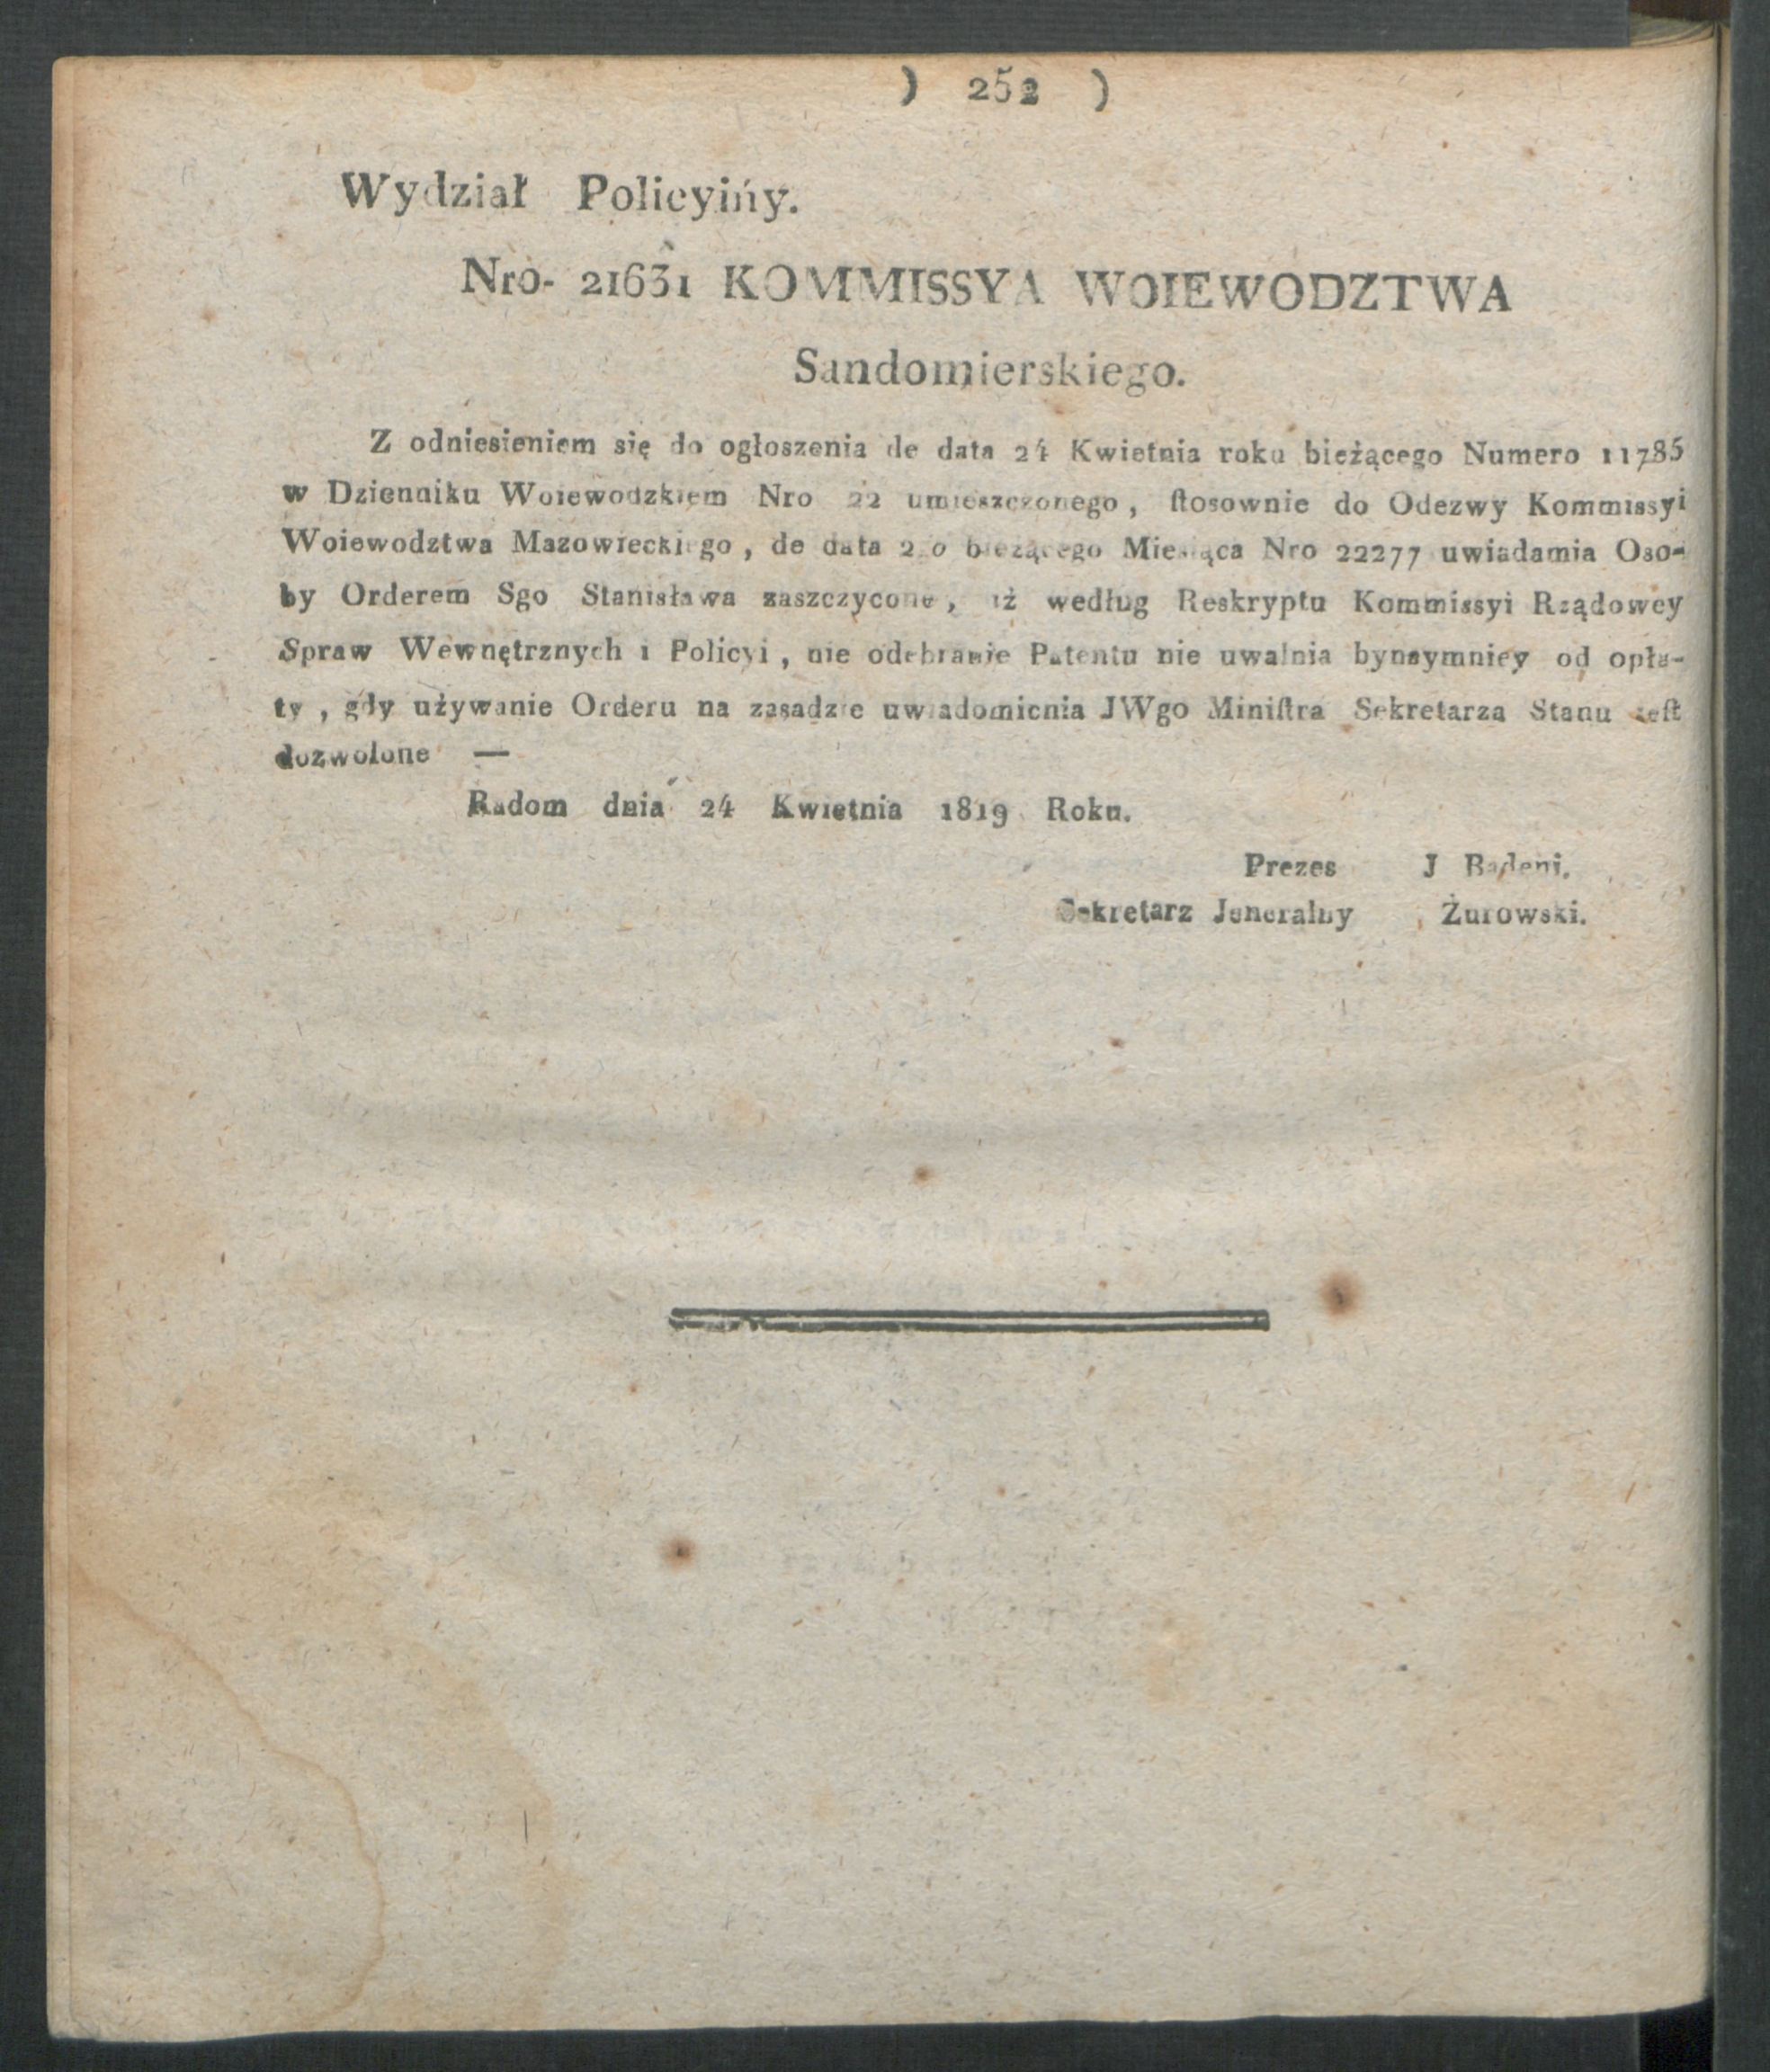 ) 252 )
Wydział Policyińy.
Nro- 21631 KOMMISSYA WOIEWODZTWA
Sandomierskiego.
Z odniesieniem się do ogłoszenia de data 24 Kwietnia roku bieżącego Numero 11785
w Dzienniku Woiewodzkiem Nro 22 umieszczonego, ſtosownie do Odezwy Kommissyi
Woiewodztwa Mazowieckiego, de data 2 0 bieżącego Miesiąca Nro 22277 uwiadamia Oso-
by Orderem Sgo Stanisława zaszczycone, iż według Reskryptu Kommissyi Rządowey
Spraw Wewnętrznych i Policyi, nie odebranie Patentu nie uwalnia bynaymniey od opła-
ty, gdy używanie Orderu na zasadzie uwiadomienia JWgo Miniſtra Sekretarza Stanu ieſt
dozwolone —
Radom dnia 24 Kwietnia 1819 Roku.
Prezes J Badeni.
Sekretarz Jeneralny Żurowski.